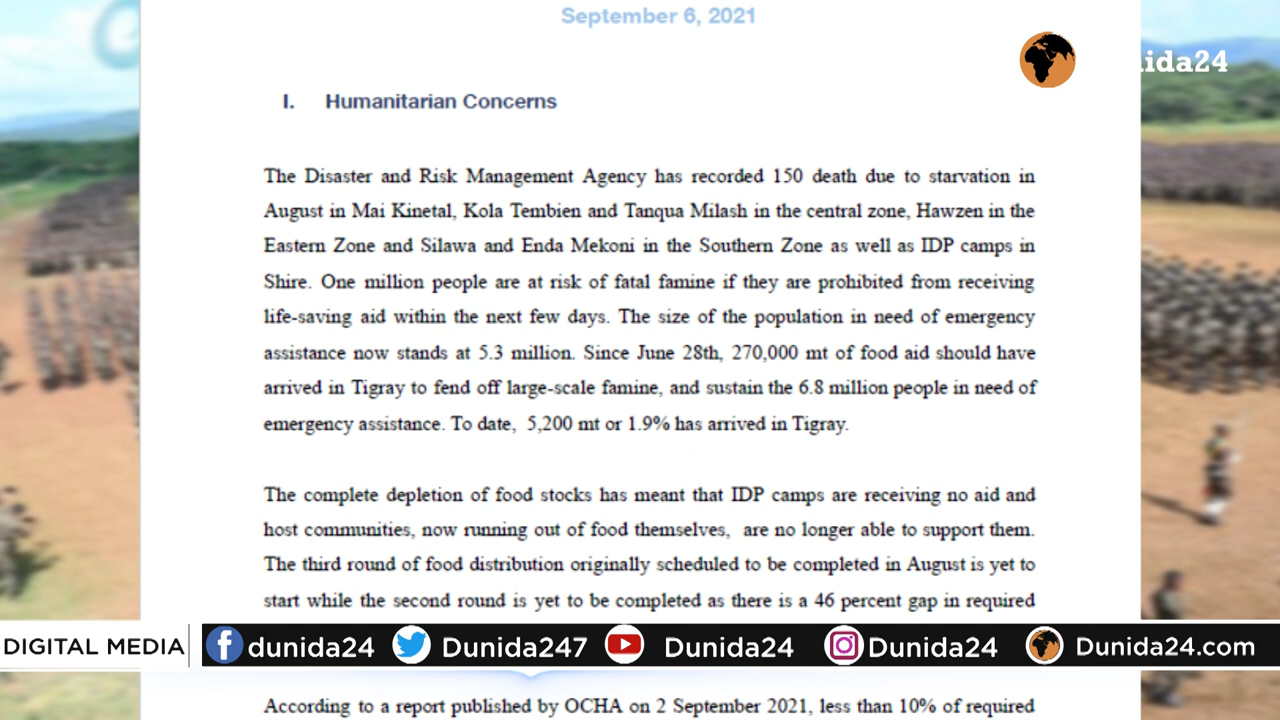 September 6, 2021
ida24
I. Humanitarian Concerns
The Disaster and Risk Management Agency has recorded 150 death due to starvation in
August in Mai Kinetal, Kola Tembien and Tanqua Milash in the central zone, Hawzen in the
Eastern Zone and Silawa and Enda Mekoni in the Southern Zone as well as IDP camps in
Shire. One million people are at risk of fatal famine if they are prohibited from receiving
life-saving aid within the next few days. The size of the population in need of emergency
assistance now stands at 5.3 million. Since June 28th, 270,000 mt of food aid should have
arrived in Tigray to fend off large-scale famine, and sustain the 6.8 million people in need of
emergency assistance. To date, 5,200 mt or 1.9% has arrived in Tigray.
The complete depletion of food stocks has meant that IDP camps are receiving no aid and
host communities, now running out of food themselves, are no longer able to support them.
The third round of food distribution originally scheduled to be completed in August is yet to
start while the second round is yet to be completed as there is a 46 percent gap in required
DIGITAL MEDIA dunida24 Dunida247 Dunida24 Dunida24 Dunida24.com
According to a report published by OCHA on 2 September 2021, less than 10% of required